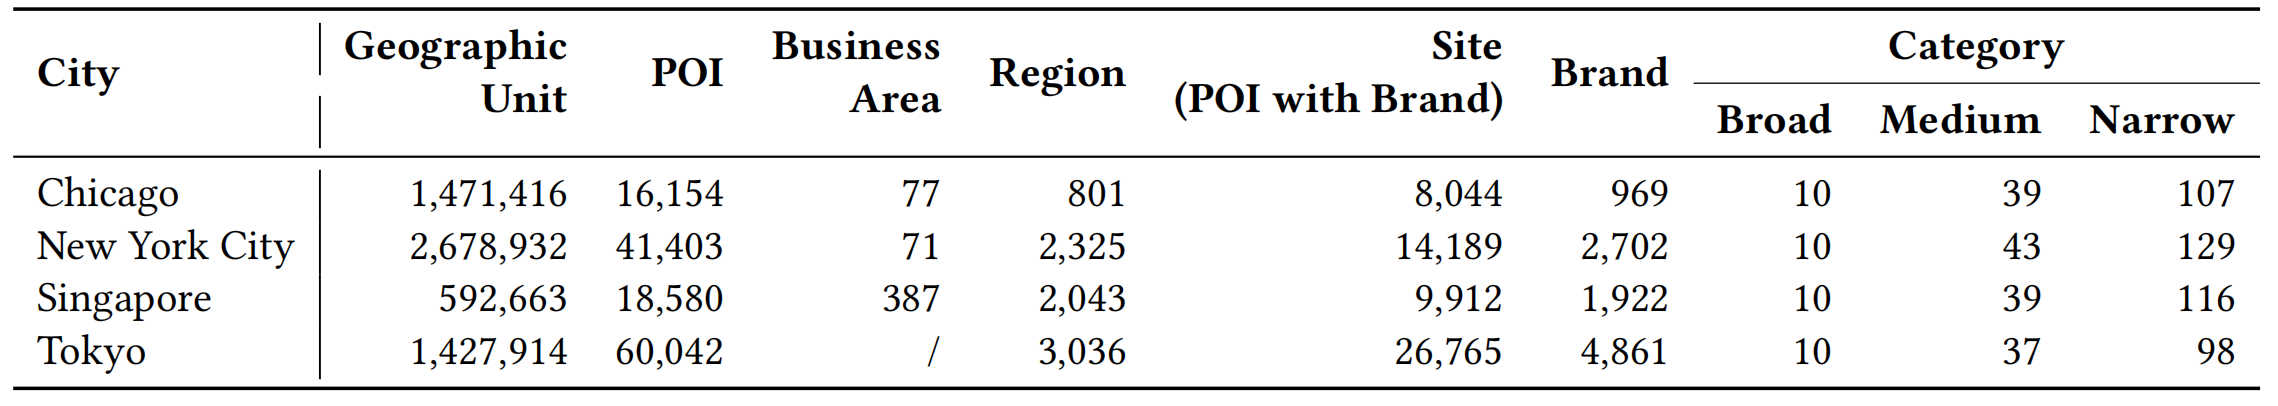 City Geographic Unit POI Business Area Region Site (POI with Brand) Brand Category
Broad Medium Narrow
Chicago 1,471,416 16,154 77 801 8,044 969 10 39 107
New York City 2,678,932 41,403 71 2,325 14,189 2,702 10 43 129
Singapore 592,663 18,580 387 2,043 9,912 1,922 10 39 116
Tokyo 1,427,914 60,042 / 3,036 26,765 4,861 10 37 98